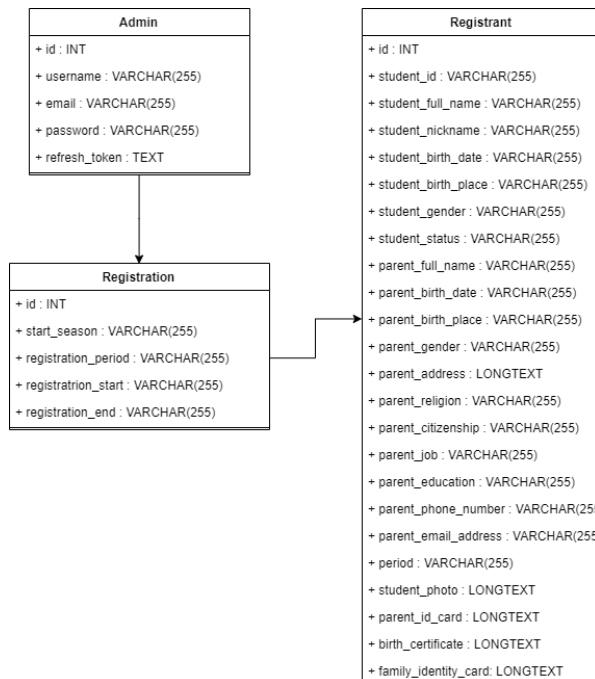 Admin
+ id : INT
+ username : VARCHAR(255)
+ email : VARCHAR(255)
+ password : VARCHAR(255)
+ refresh_token : TEXT
Registration
+ id : INT
+ start_season : VARCHAR(255)
+ registration_period : VARCHAR(255)
+ registratrion_start : VARCHAR(255)
+ registration_end : VARCHAR(255)
Registrant
+ id : INT
+ student_id : VARCHAR(255)
+ student_full_name : VARCHAR(255)
+ student_nickname : VARCHAR(255)
+ student_birth_date : VARCHAR(255)
+ student_birth_place : VARCHAR(255)
+ student_gender : VARCHAR(255)
+ student_status : VARCHAR(255)
+ parent_full_name : VARCHAR(255)
+ parent_birth_date : VARCHAR(255)
+ parent_birth_place : VARCHAR(255)
+ parent_gender : VARCHAR(255)
+ parent_address : LONGTEXT
+ parent_religion : VARCHAR(255)
+ parent_citizenship : VARCHAR(255)
+ parent_job : VARCHAR(255)
+ parent_education : VARCHAR(255)
+ parent_phone_number : VARCHAR(255
+ parent_email_address : VARCHAR(255
+ period : VARCHAR(255)
+ student_photo : LONGTEXT
+ parent_id_card : LONGTEXT
+ birth_certificate : LONGTEXT
+ family_identity_card: LONGTEXT